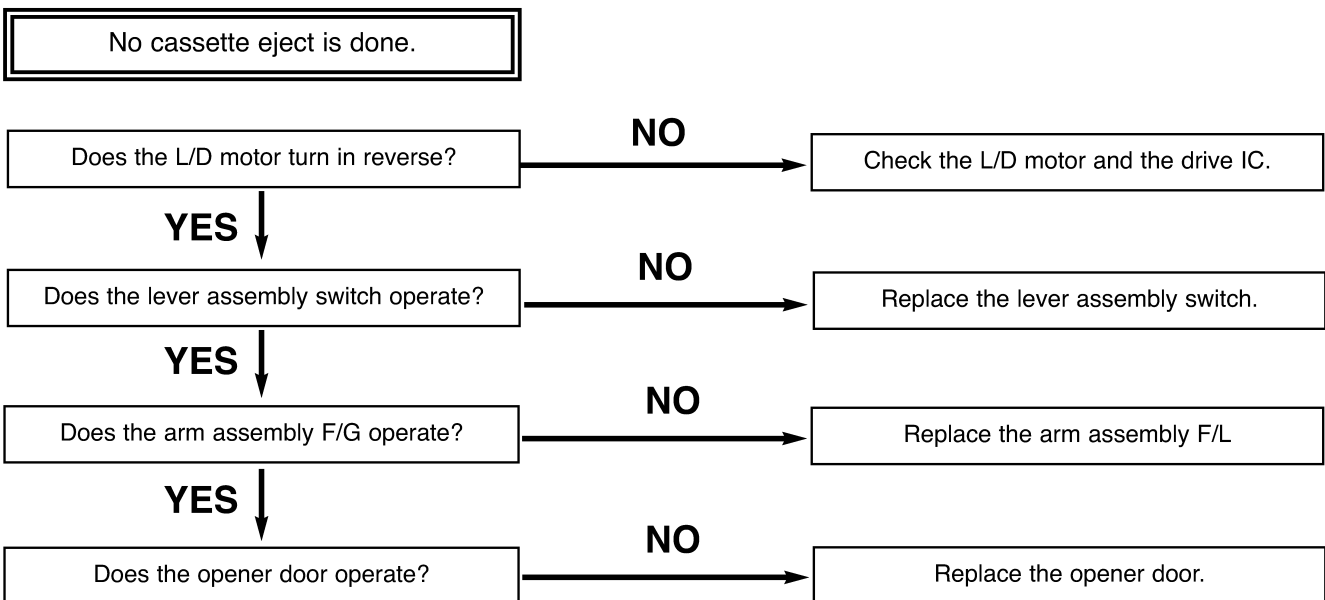 No cassette eject is done.
Does the L/D motor turn in reverse?
NO
Check the L/D motor and the drive IC.
YES
Does the lever assembly switch operate?
NO
Replace the lever assembly switch.
YES
Does the arm assembly F/G operate?
NO
Replace the arm assembly F/L
YES
Does the opener door operate?
NO
Replace the opener door.